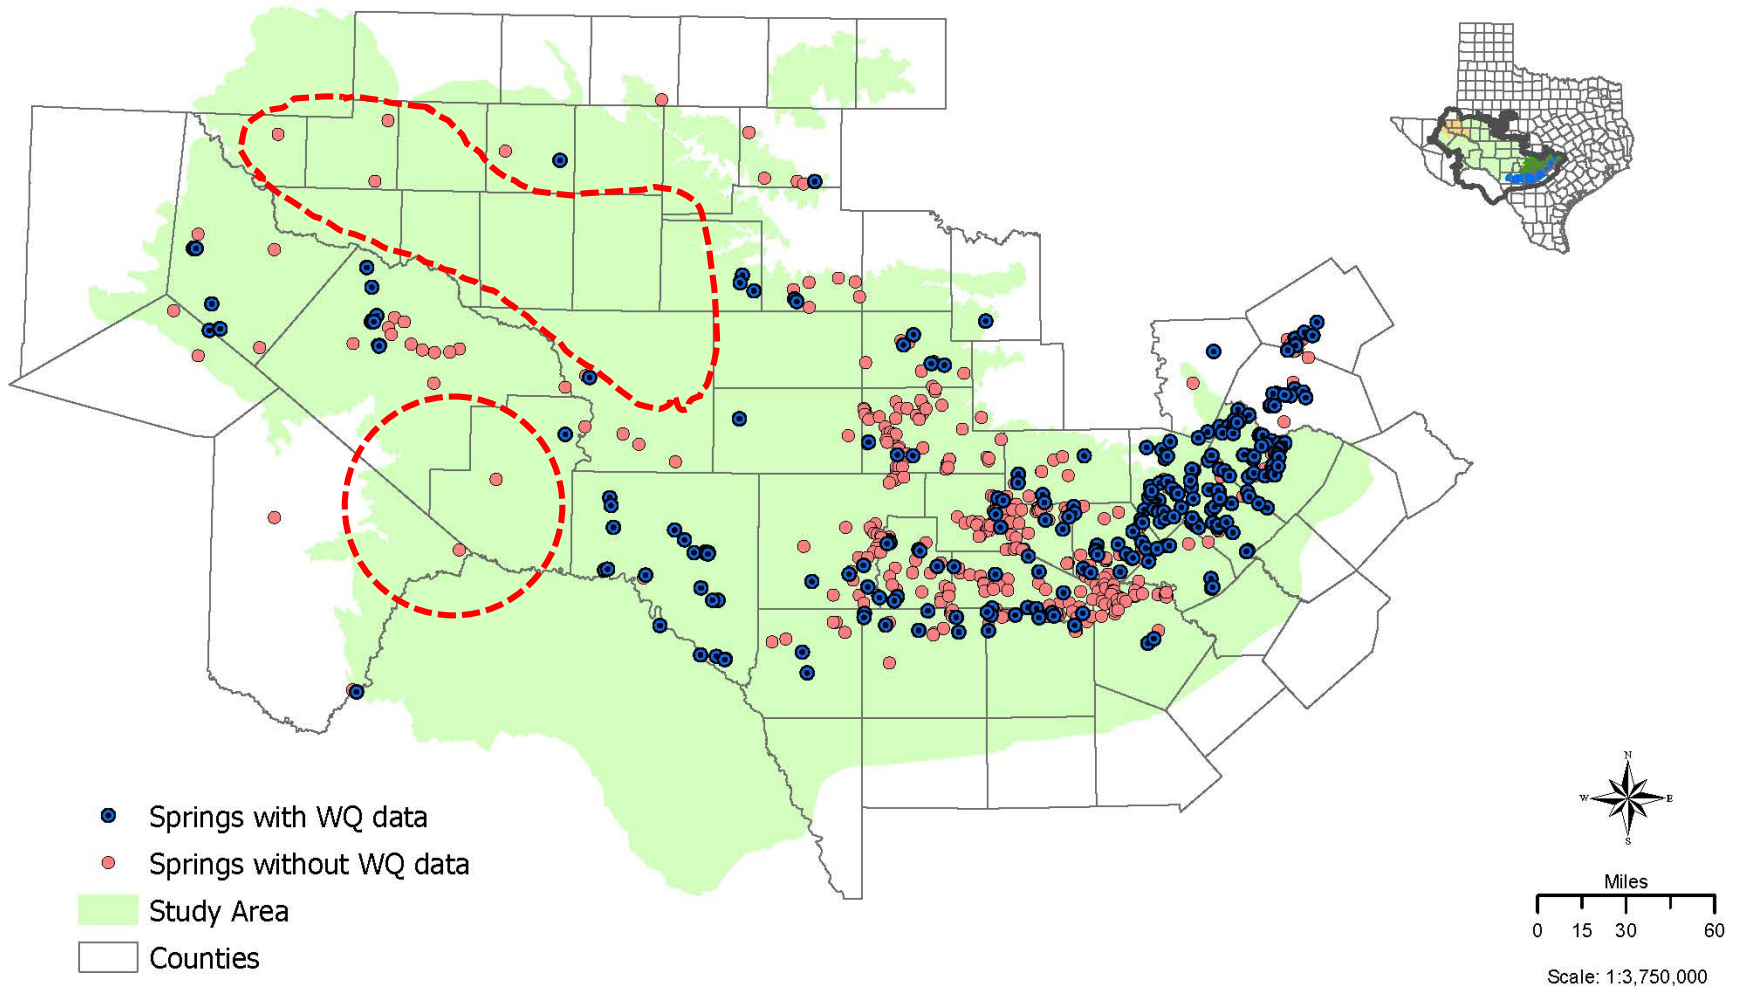 Springs with WQ data
Springs without WQ data
Study Area
Counties
N
W
E
S
Miles
0 15 30 60
Scale: 1:3,750,000